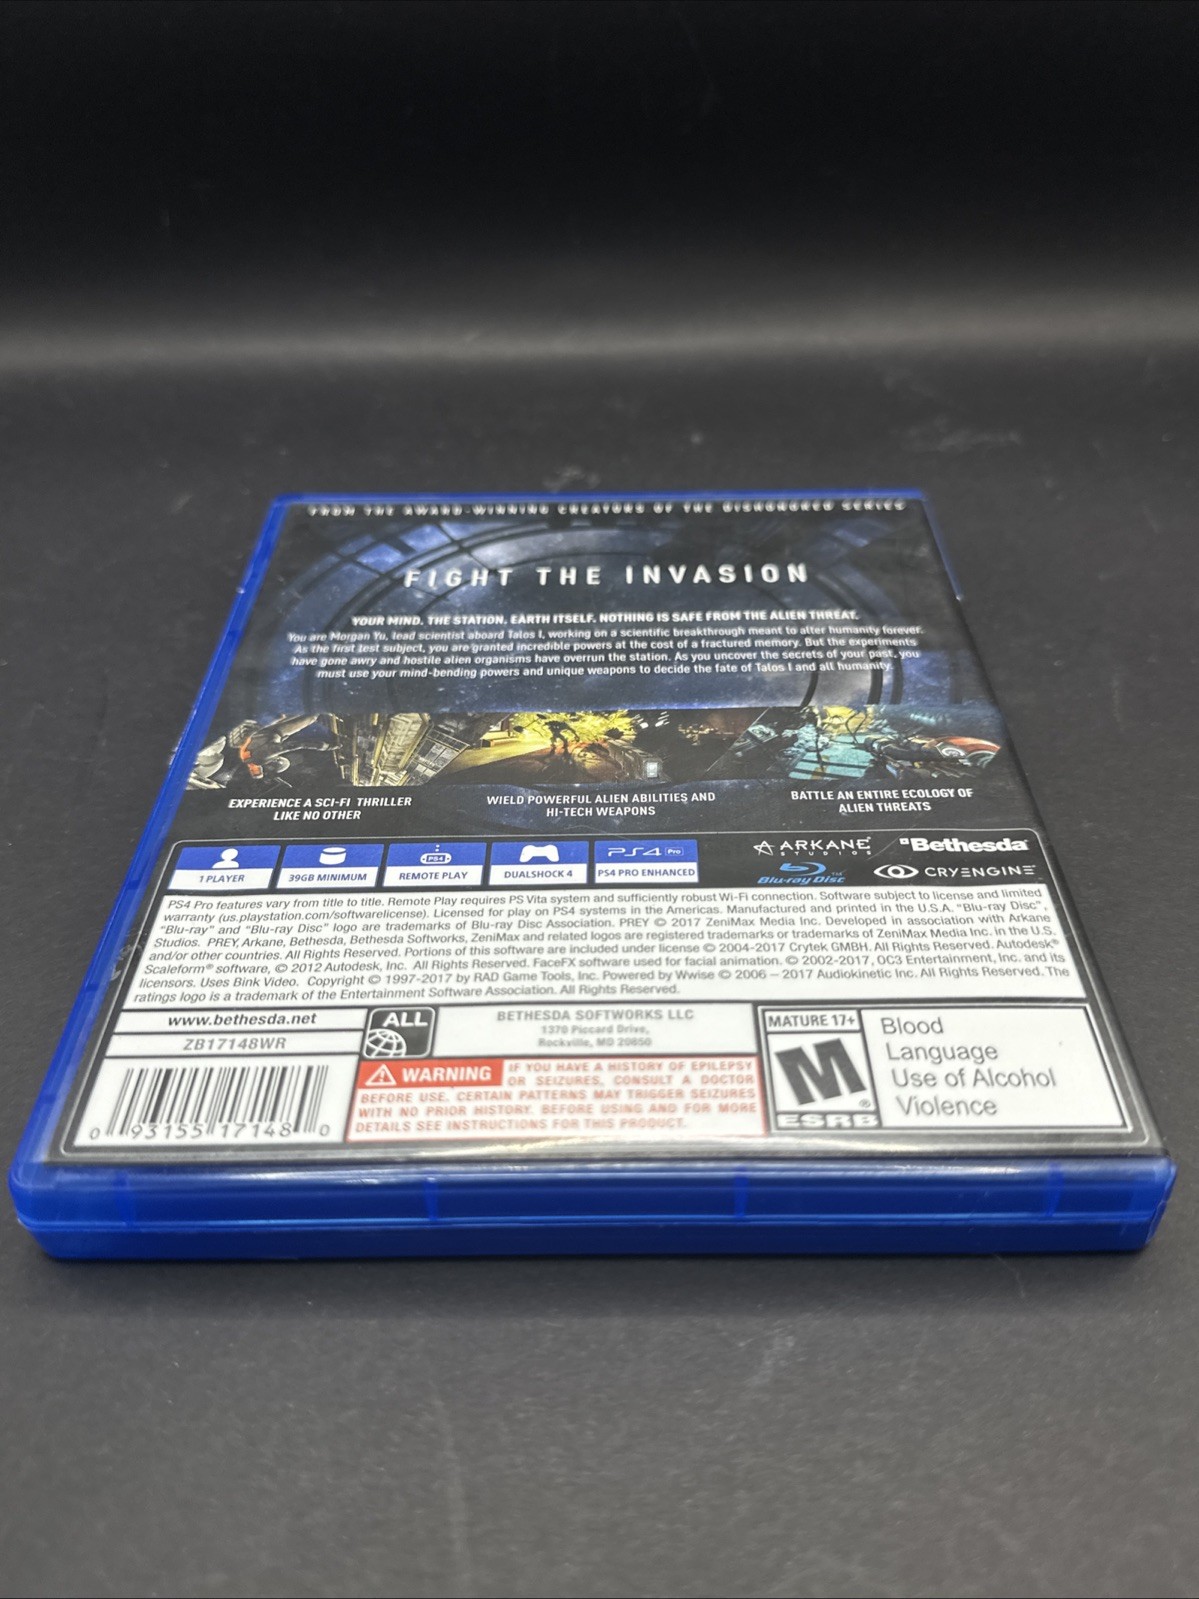 FROM THE AWARD-WINNING CREATORS OF THE DISHONORED SERIES
FIGHT THE INVASION
YOUR MIND. THE STATION. EARTH ITSELF. NOTHING IS SAFE FROM THE ALIEN THREAT.
You are Morgan Yu, lead scientist aboard Talos I, working on a scientific breakthrough meant to alter humanity forever.
As the first test subject, you are granted incredible powers at the cost of a fractured memory. But the experiments
have gone awry and hostile alien organisms have overrun the station. As you uncover the secrets of your past, you
must use your mind-bending powers and unique weapons to decide the fate of Talos I and all humanity.
EXPERIENCE A SCI-FI THRILLER
LIKE NO OTHER
WIELD POWERFUL ALIEN ABILITIES AND
HI-TECH WEAPONS
BATTLE AN ENTIRE ECOLOGY OF
ALIEN THREATS
1 PLAYER
39GB MINIMUM
PS4
REMOTE PLAY
DUALSHOCK 4
PS4 Pro
PS4 PRO ENHANCED
ARKANE®
STUDIOS
Bethesda®
Blu-ray Disc™
CRYENGINE®
PS4 Pro features vary from title to title. Remote Play requires PS Vita system and sufficiently robust Wi-Fi connection. Software subject to license and limited
warranty (us.playstation.com/softwarelicense). Licensed for play on PS4 systems in the Americas. Manufactured and printed in the U.S.A. "Blu-ray Disc",
"Blu-ray" and "Blu-ray Disc" logo are trademarks of Blu-ray Disc Association. PREY © 2017 ZeniMax Media Inc. Developed in association with Arkane
Studios. PREY, Arkane, Bethesda, Bethesda Softworks, ZeniMax and related logos are registered trademarks or trademarks of ZeniMax Media Inc. in the U.S.
and/or other countries. All Rights Reserved. Portions of this software are included under license © 2004-2017 Crytek GMBH. All Rights Reserved. Autodesk®
Scaleform® software, © 2012 Autodesk, Inc. All Rights Reserved. FaceFX software used for facial animation. © 2002-2017, OC3 Entertainment, Inc. and its
licensors. Uses Bink Video. Copyright © 1997-2017 by RAD Game Tools, Inc. Powered by Wwise © 2006 – 2017 Audiokinetic Inc. All Rights Reserved. The
ratings logo is a trademark of the Entertainment Software Association. All Rights Reserved.
www.bethesda.net
ZB17148WR
ALL
BETHESDA SOFTWORKS LLC
1370 Piccard Drive,
Rockville, MD 20850
0 93155 17148 0
WARNING
IF YOU HAVE A HISTORY OF EPILEPSY
OR SEIZURES, CONSULT A DOCTOR
BEFORE USE. CERTAIN PATTERNS MAY TRIGGER SEIZURES
WITH NO PRIOR HISTORY. BEFORE USING AND FOR MORE
DETAILS SEE INSTRUCTIONS FOR THIS PRODUCT.
MATURE 17+
M®
ESRB
Blood
Language
Use of Alcohol
Violence